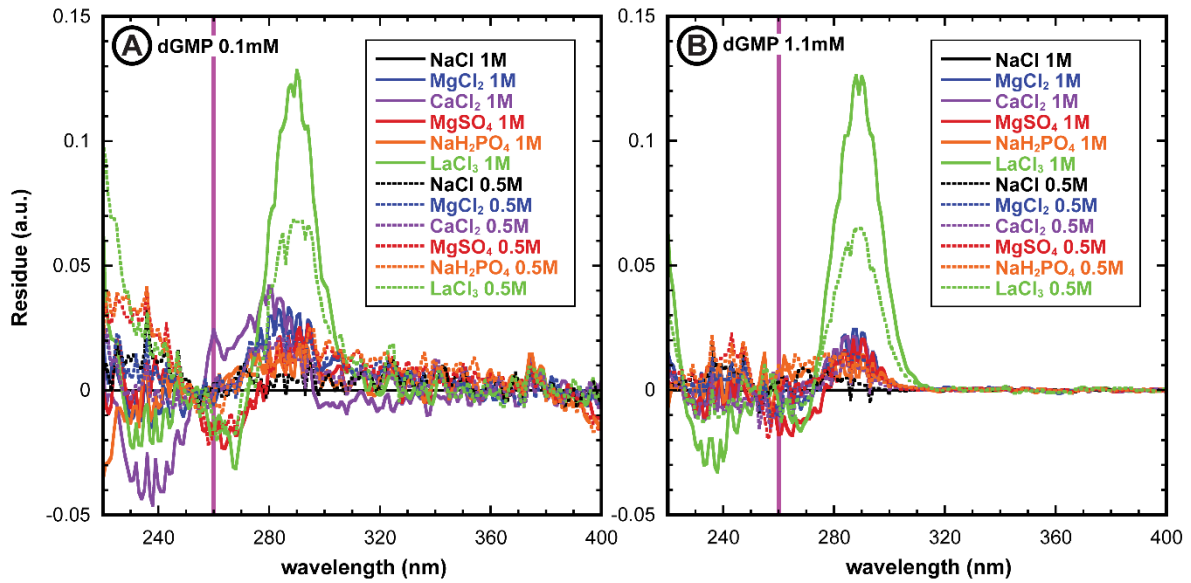 A dGMP 0.1mM
NaCl 1M
MgCl₂ 1M
CaCl₂ 1M
MgSO₄ 1M
NaH₂PO₄ 1M
LaCl₃ 1M
NaCl 0.5M
MgCl₂ 0.5M
CaCl₂ 0.5M
MgSO₄ 0.5M
NaH₂PO₄ 0.5M
LaCl₃ 0.5M
0.15
0.1
0.05
0
-0.05
Residue (a.u.)
240 280 320 360 400
wavelength (nm)
B dGMP 1.1mM
NaCl 1M
MgCl₂ 1M
CaCl₂ 1M
MgSO₄ 1M
NaH₂PO₄ 1M
LaCl₃ 1M
NaCl 0.5M
MgCl₂ 0.5M
CaCl₂ 0.5M
MgSO₄ 0.5M
NaH₂PO₄ 0.5M
LaCl₃ 0.5M
0.15
0.1
0.05
0
-0.05
240 280 320 360 400
wavelength (nm)